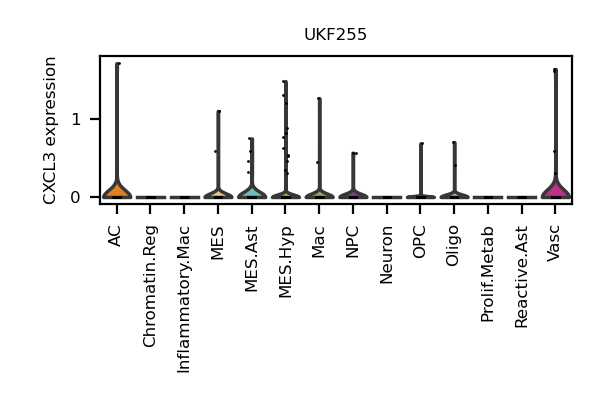 UKF255
CXCL3 expression
1
0
AC
Chromatin.Reg
Inflammatory.Mac
MES
MES.Ast
MES.Hyp
Mac
NPC
Neuron
OPC
Oligo
Prolif.Metab
Reactive.Ast
Vasc